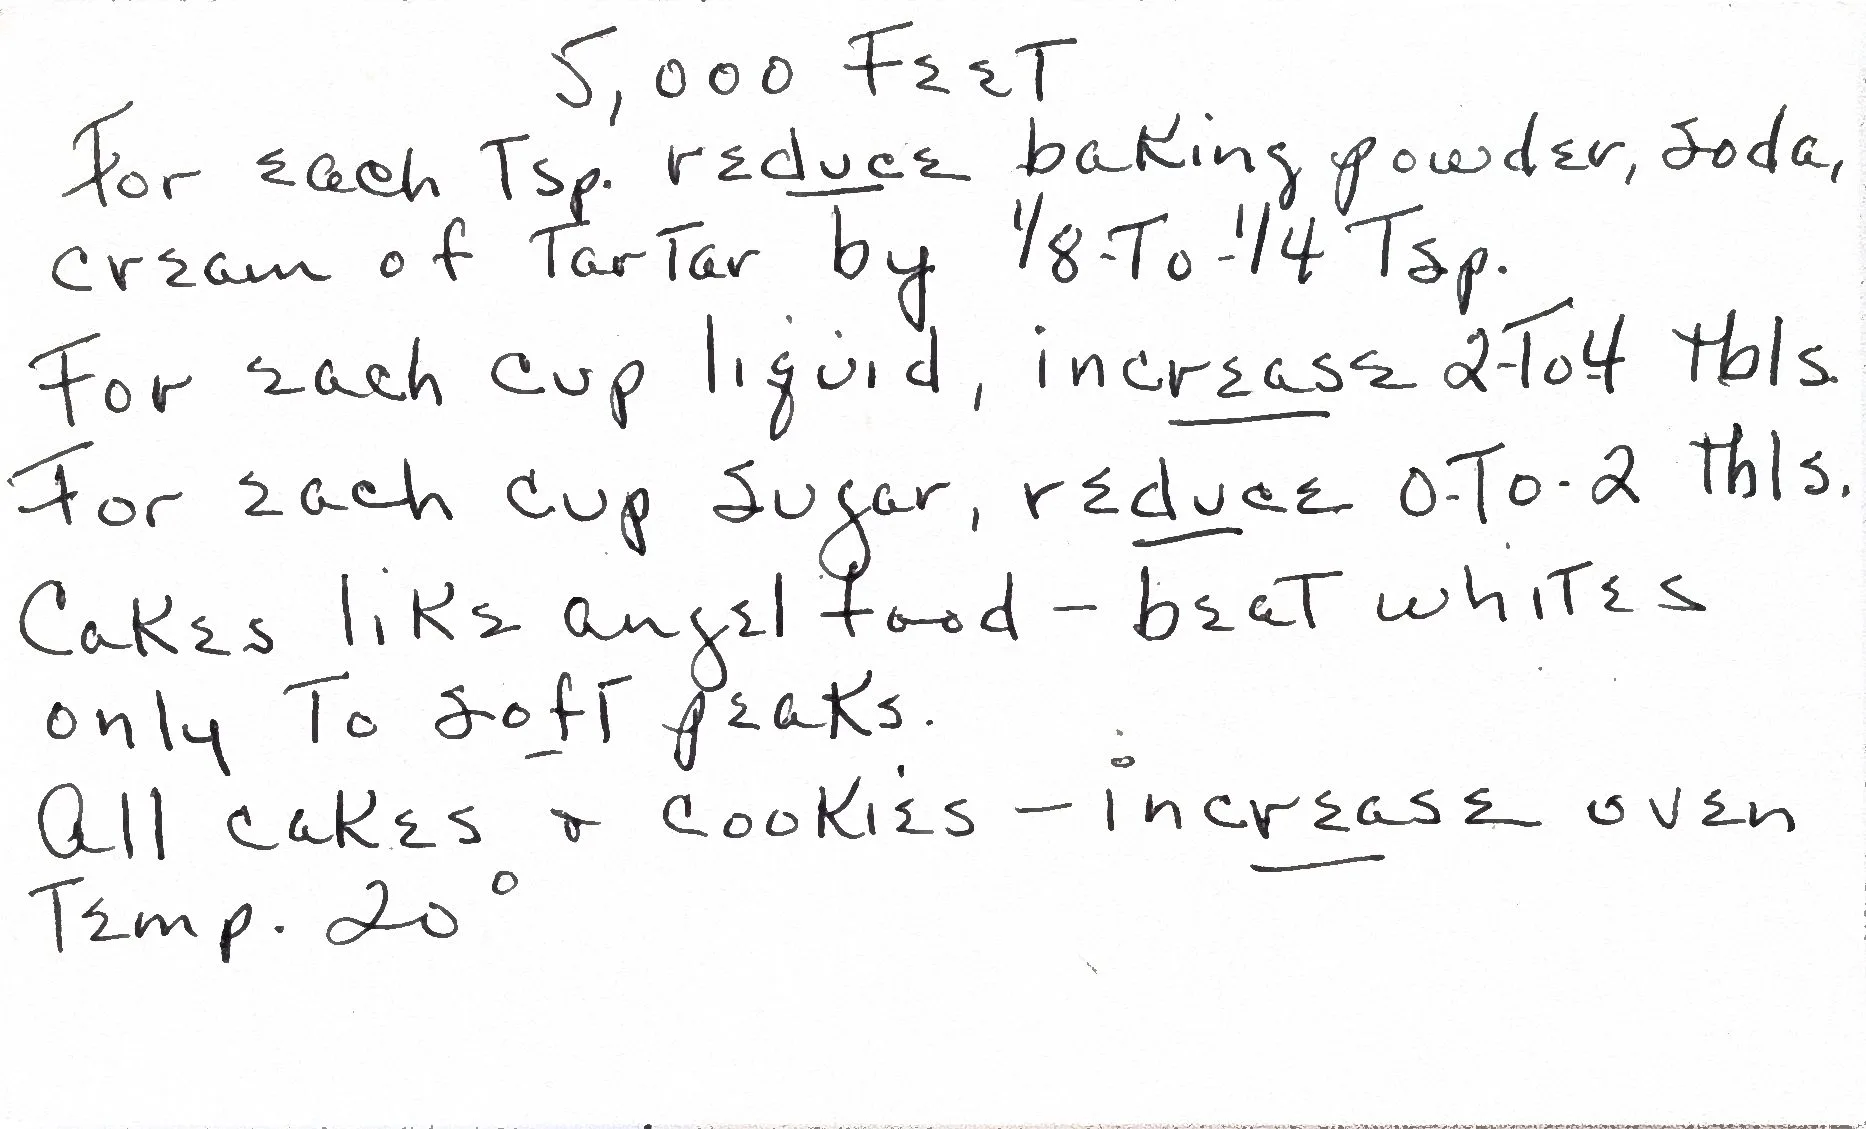 5,000 FEET
For each Tsp. reduce baking powder, soda,
cream of TarTar by 1/8-To-1/4 Tsp.
For each cup liquid, increase 2-To4 tbls.
For each cup sugar, reduce 0-To-2 tbls.
Cakes like angel food - beat whites
only To soft peaks.
All cakes & cookies - increase oven
Temp. 20°